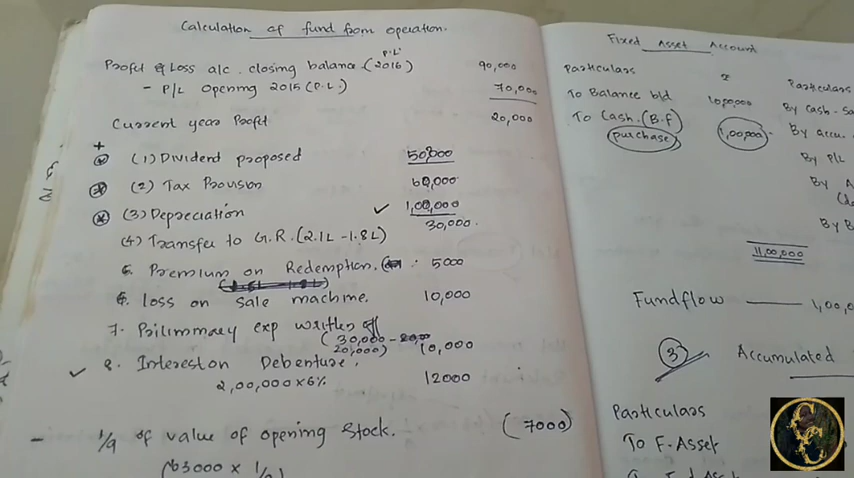 Calculation of fund from operation.
P.L.
Profit & Loss a/c. closing balance (2016) 90,000
- P/L Opening 2015 (P.L.) 70,000
Current year Profit 20,000
+
(1) Dividend proposed 50,000
(2) Tax Provision 60,000
(3) Depreciation 1,00,000
(4) Transfer to G.R. (2.1L - 1.8L) 30,000.
5. Premium on Redemption. 5000
6. Loss on sale machine. 10,000
7. Prilimmary exp written off
(30,000 - 20,000
20,000) 10,000
8. Interest on Debenture.
2,00,000 x 6% 12000
- 1/9 of value of opening stock. (7000)
(63000 x 1/9)
Fixed Asset Account
Particulars ₹ Particulars
To Balance b/d 10,00,000 By Cash - Sa
To Cash. (B.F) By accu.
(purchase) 1,00,000 By P/L
By A
By B
11,00,000
Fundflow — 1,00,0
3 Accumulated
Particulars
To F. Asset